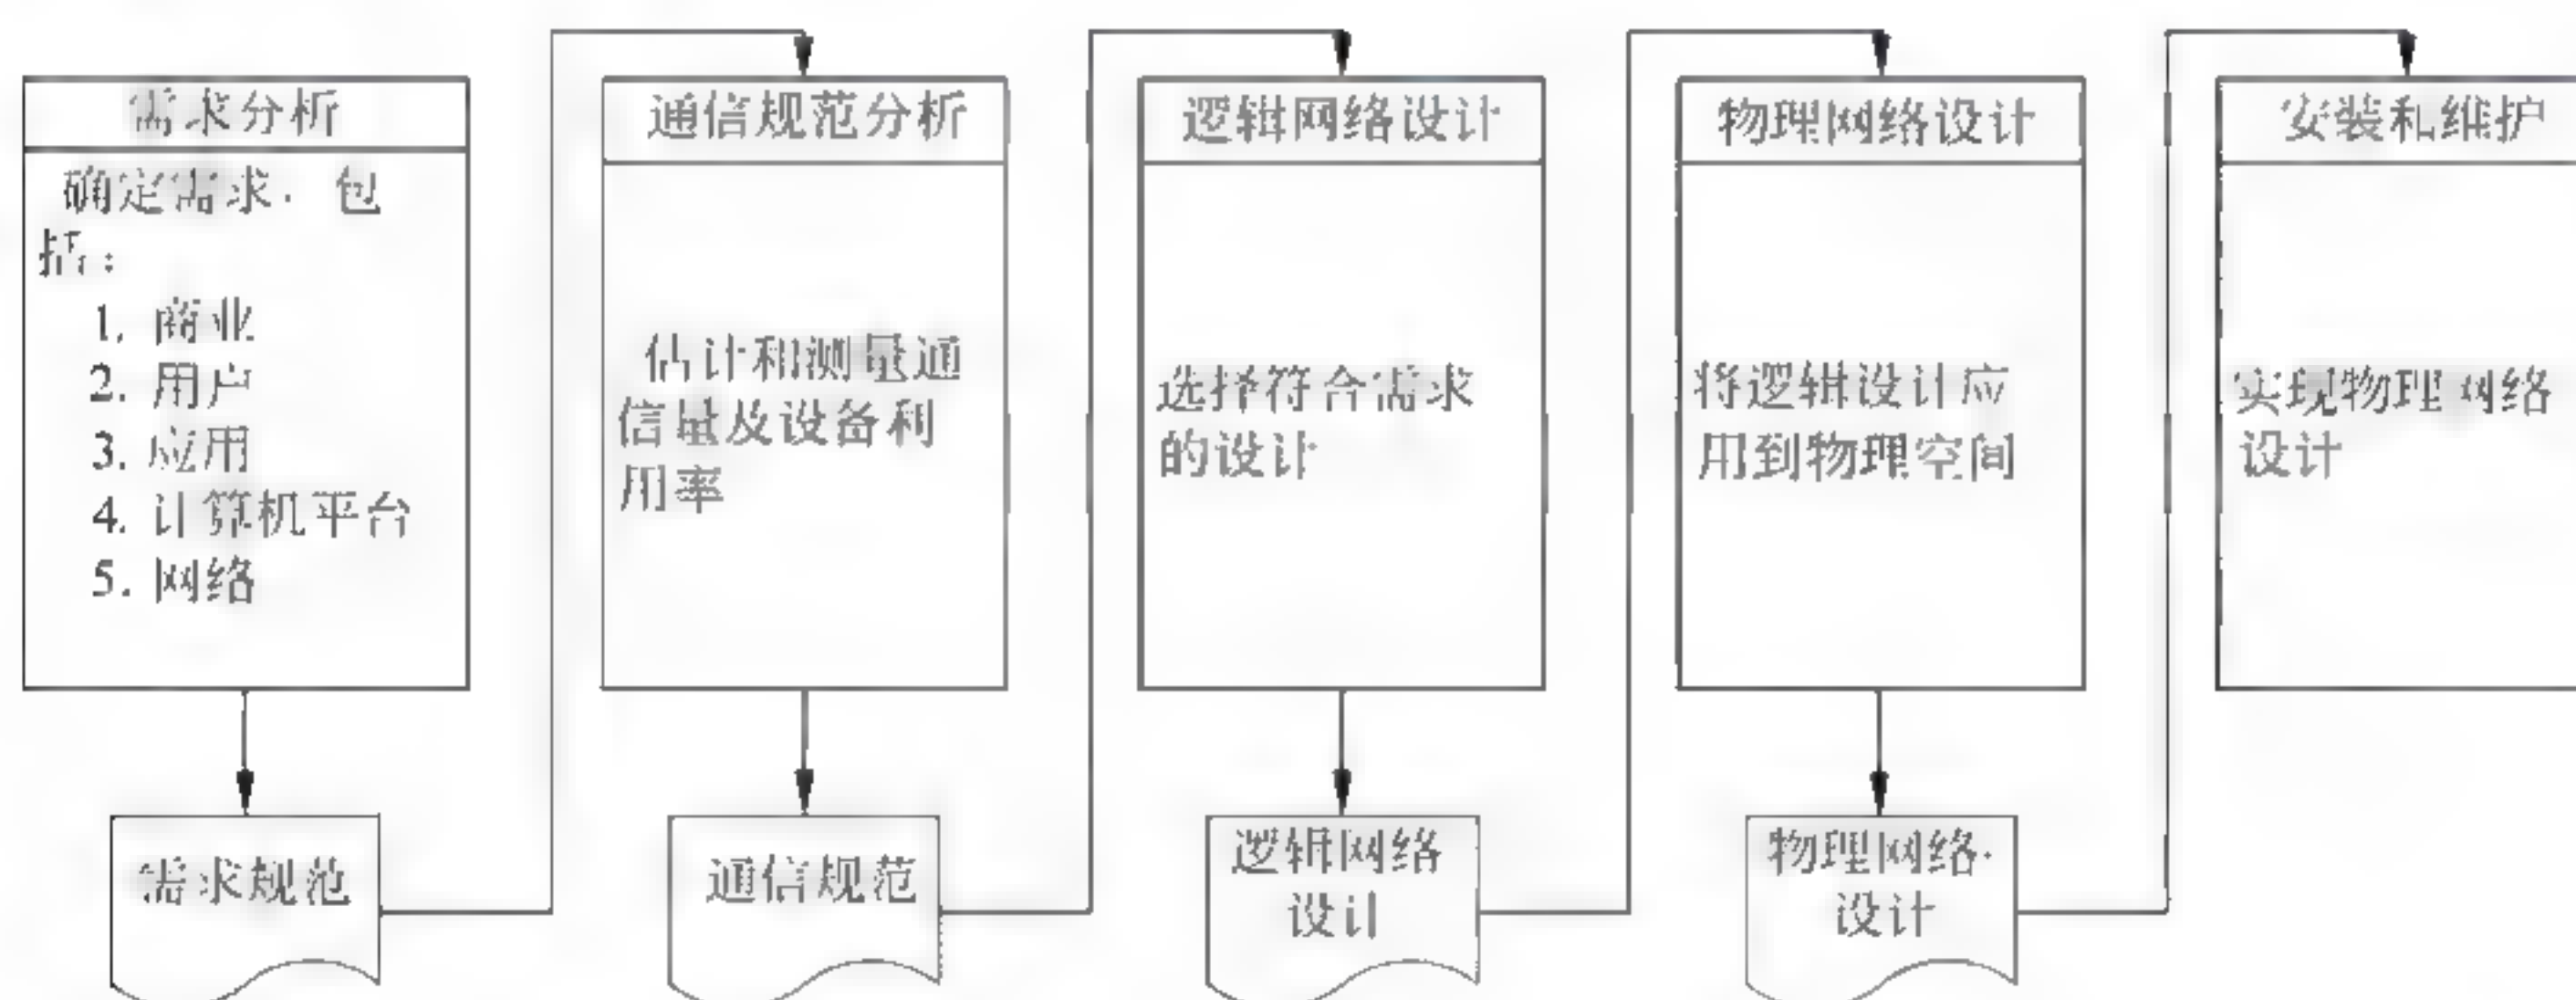 需求分析
确定需求，包
括：
1. 商业
2. 用户
3. 应用
4. 计算机平台
5. 网络
需求规范
通信规范分析
估计和测量通
信量及设备利
用率
通信规范
逻辑网络设计
选择符合需求
的设计
逻辑网络
设计
物理网络设计
将逻辑设计应
用到物理空间
物理网络
设计
安装和维护
实现物理网络
设计